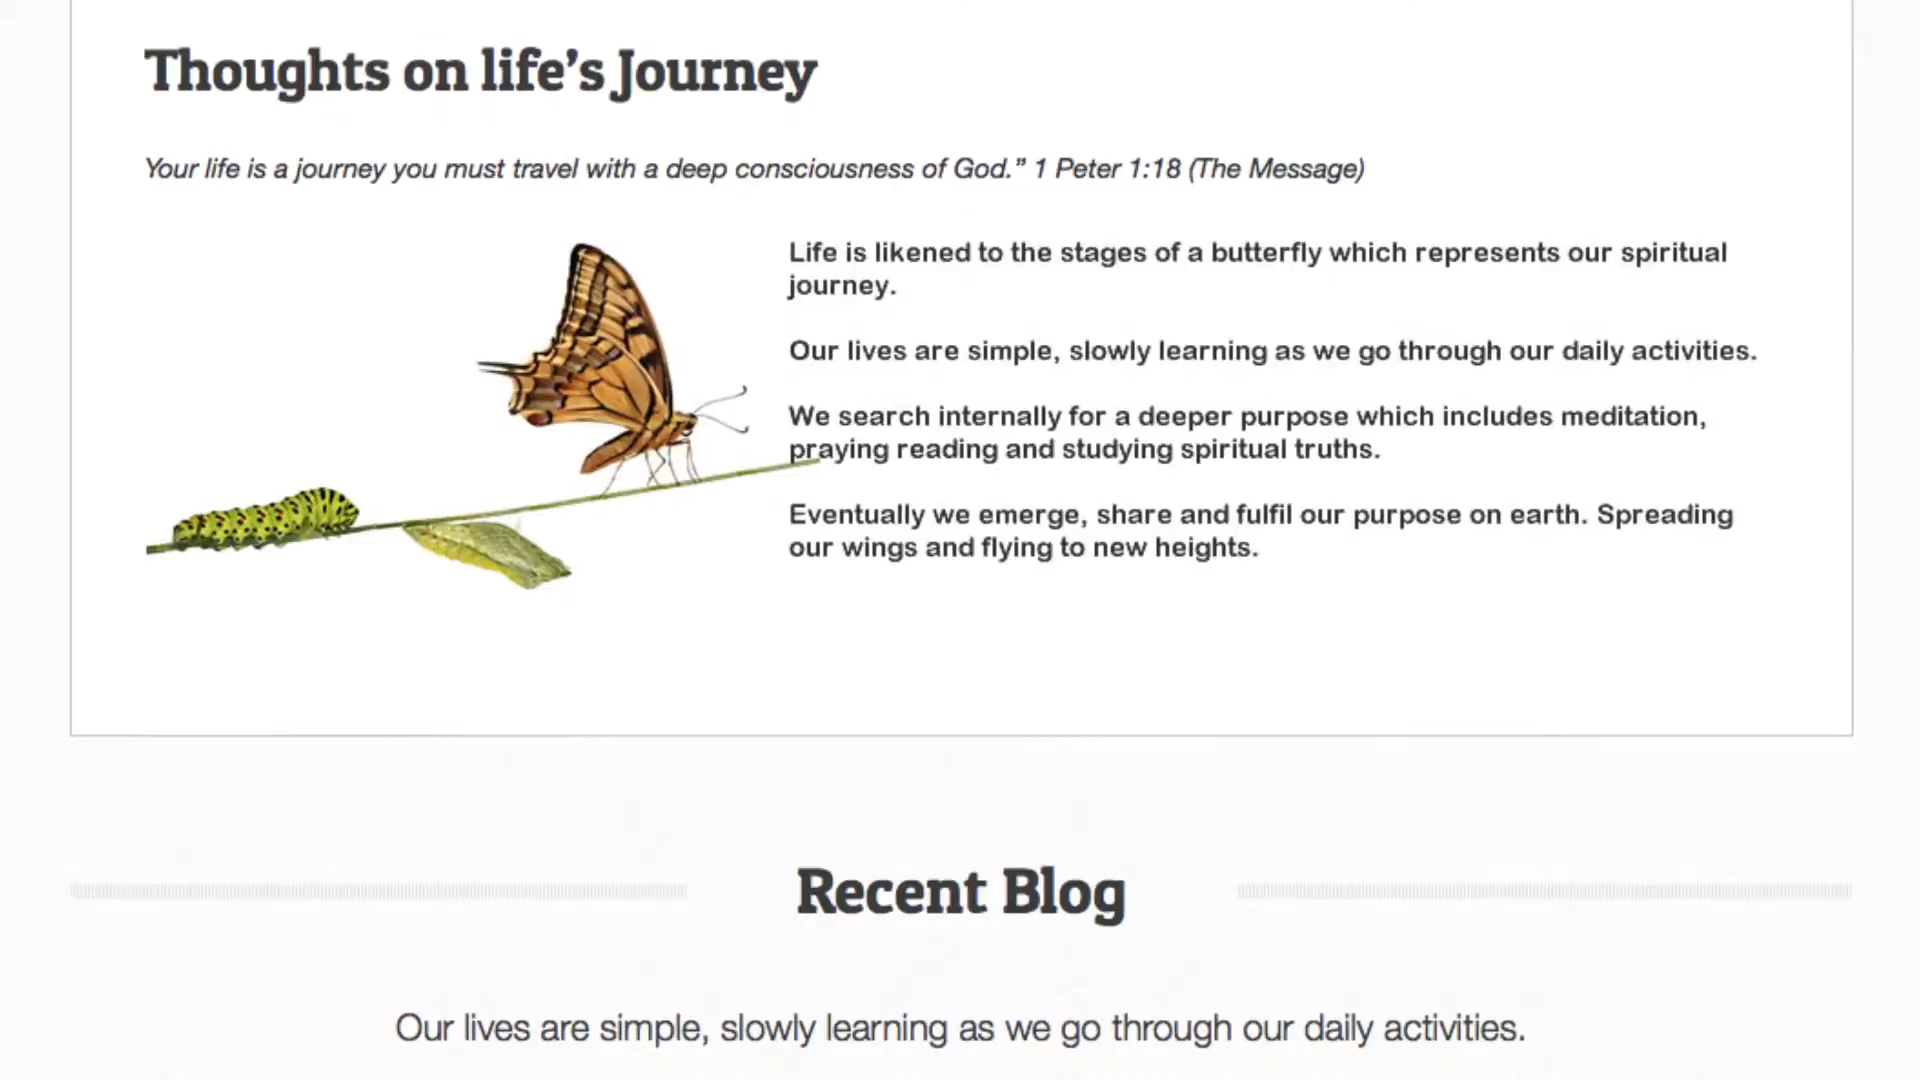 Thoughts on life’s Journey
Your life is a journey you must travel with a deep consciousness of God.” 1 Peter 1:18 (The Message)
Life is likened to the stages of a butterfly which represents our spiritual
journey.
Our lives are simple, slowly learning as we go through our daily activities.
We search internally for a deeper purpose which includes meditation,
praying reading and studying spiritual truths.
Eventually we emerge, share and fulfil our purpose on earth. Spreading
our wings and flying to new heights.
Recent Blog
Our lives are simple, slowly learning as we go through our daily activities.